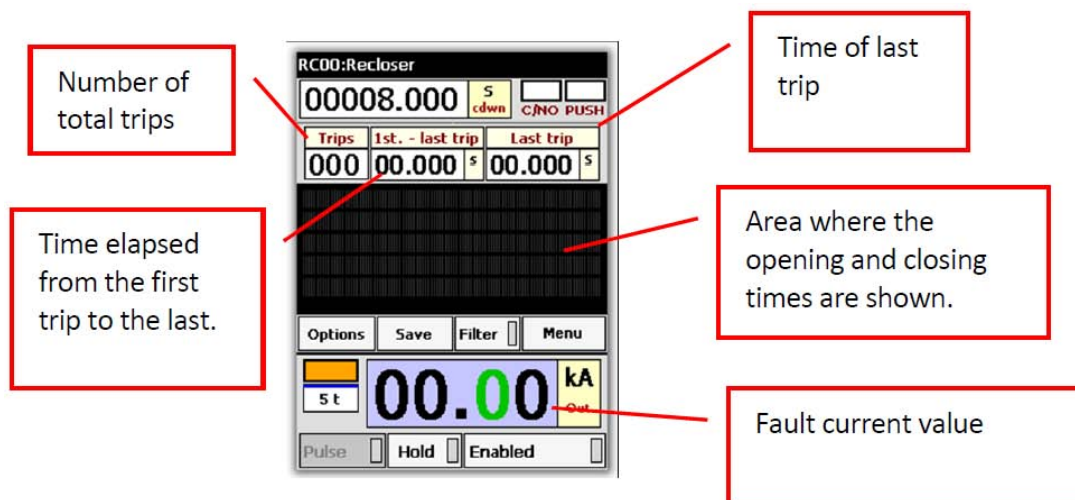 Number of
total trips
Time elapsed
from the first
trip to the last.
RC00:Recloser
00008.000 S cdwn C/NO PUSH
Trips 1st. - last trip Last trip
000 00.000 s 00.000 s
Options Save Filter Menu
5 t 00.00 kA Out
Pulse Hold Enabled
Time of last
trip
Area where the
opening and closing
times are shown.
Fault current value